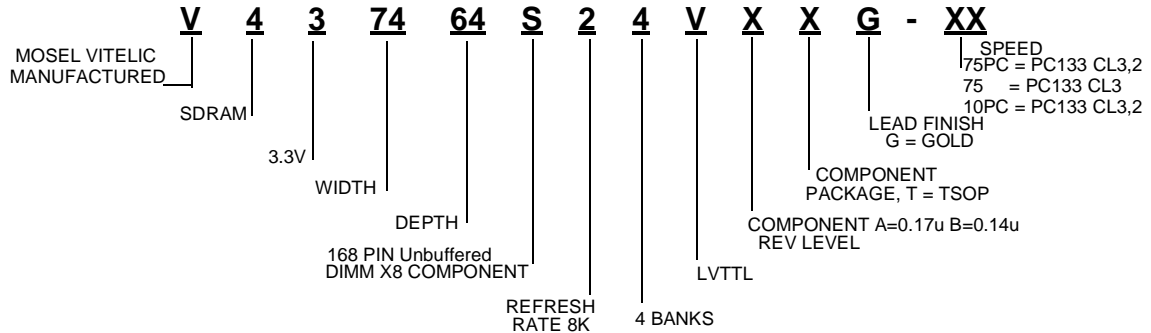 V 4 3 74 64 S 2 4 V X X G - XX
MOSEL VITELIC
MANUFACTURED
SDRAM
3.3V
WIDTH
DEPTH
168 PIN Unbuffered
DIMM X8 COMPONENT
REFRESH
RATE 8K
4 BANKS
LVTTL
COMPONENT A=0.17u B=0.14u
REV LEVEL
COMPONENT
PACKAGE, T = TSOP
LEAD FINISH
G = GOLD
SPEED
75PC = PC133 CL3,2
75 = PC133 CL3
10PC = PC133 CL3,2